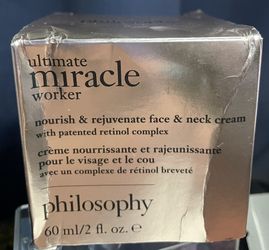 ultimate
miracle
worker
nourish & rejuvenate face & neck cream
with patented retinol complex
crème nourrissante et rajeunissante
pour le visage et le cou
avec un complexe de rétinol breveté
philosophy
60 ml/2 fl. oz. ℮